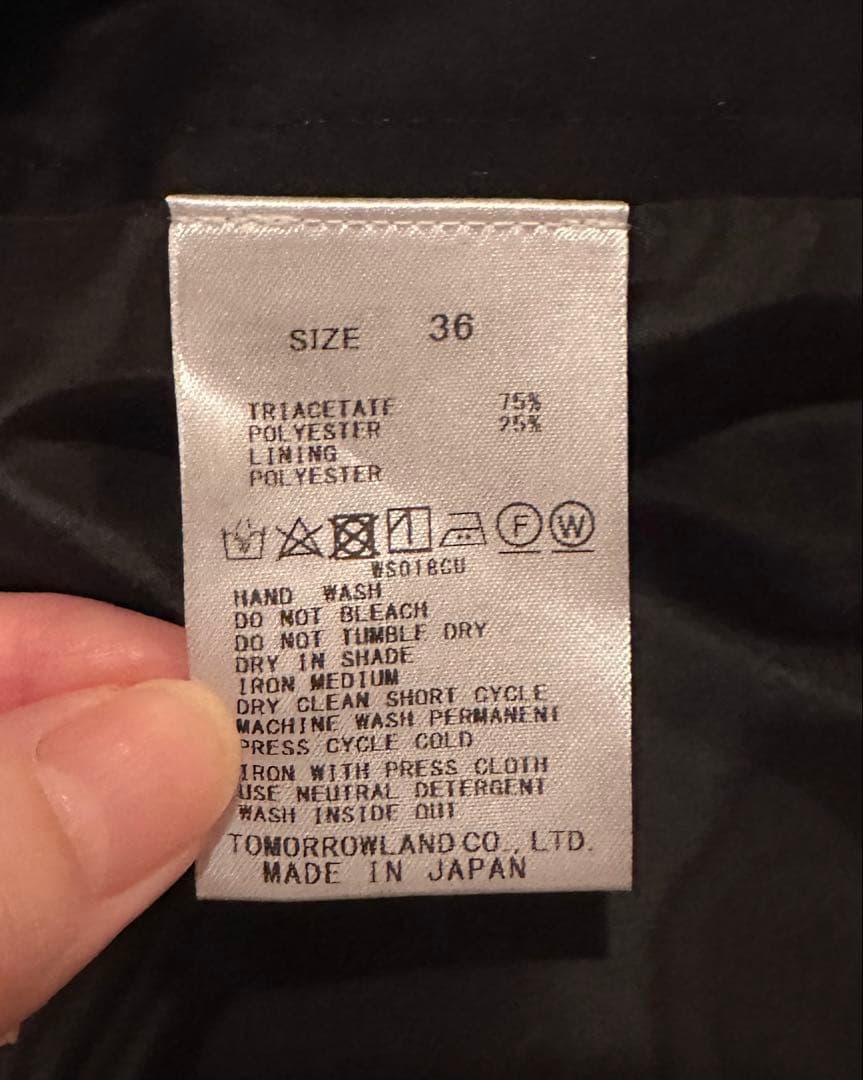 SIZE 36
TRIACETATE 75%
POLYESTER 25%
LINING
POLYESTER
F W
WS018CU
HAND WASH
DO NOT BLEACH
DO NOT TUMBLE DRY
DRY IN SHADE
IRON MEDIUM
DRY CLEAN SHORT CYCLE
MACHINE WASH PERMANENT
PRESS CYCLE COLD
IRON WITH PRESS CLOTH
USE NEUTRAL DETERGENT
WASH INSIDE OUT
TOMORROWLAND CO., LTD.
MADE IN JAPAN